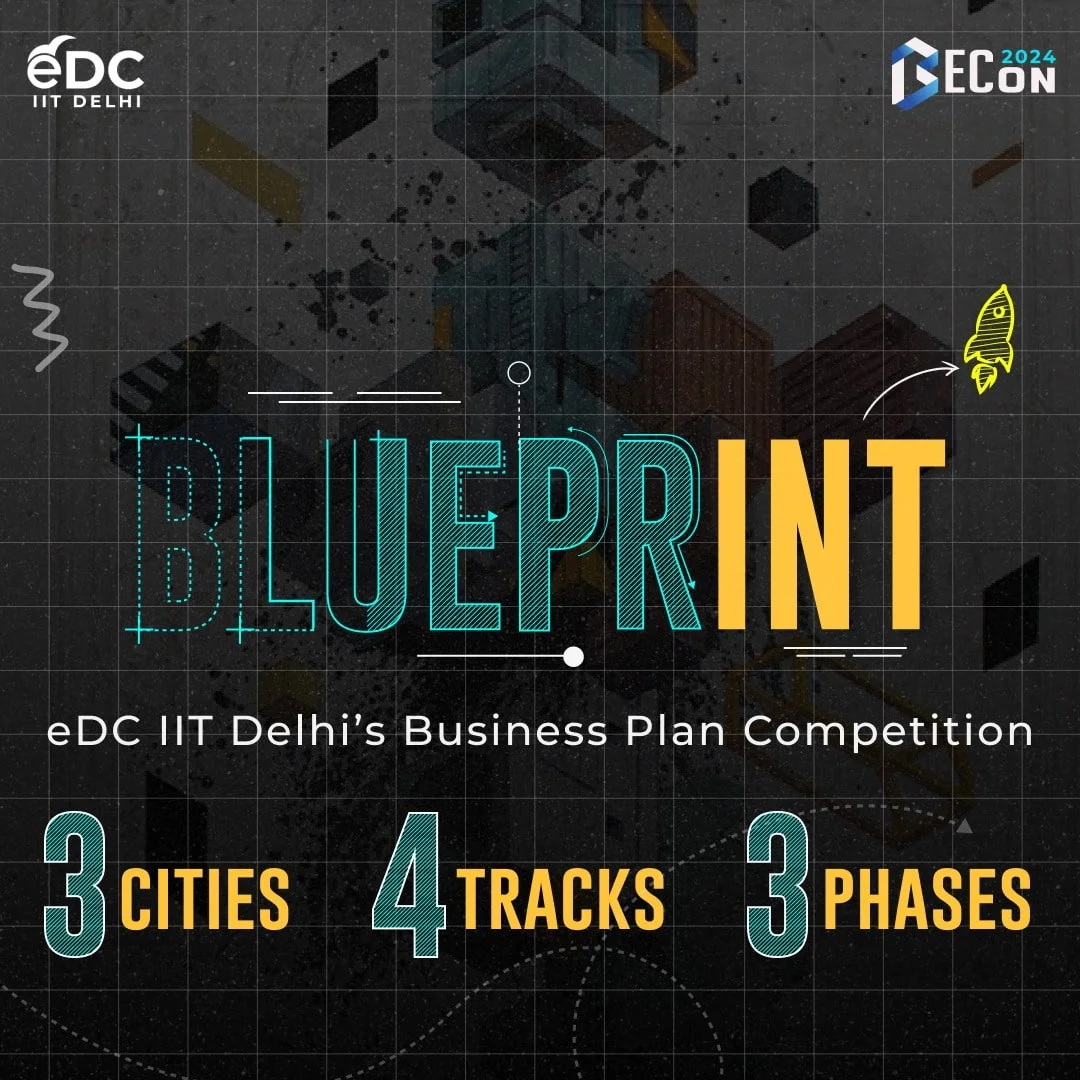 eDC
IIT DELHI
BECON 2024
BLUEPRINT
eDC IIT Delhi's Business Plan Competition
3 CITIES
4 TRACKS
3 PHASES